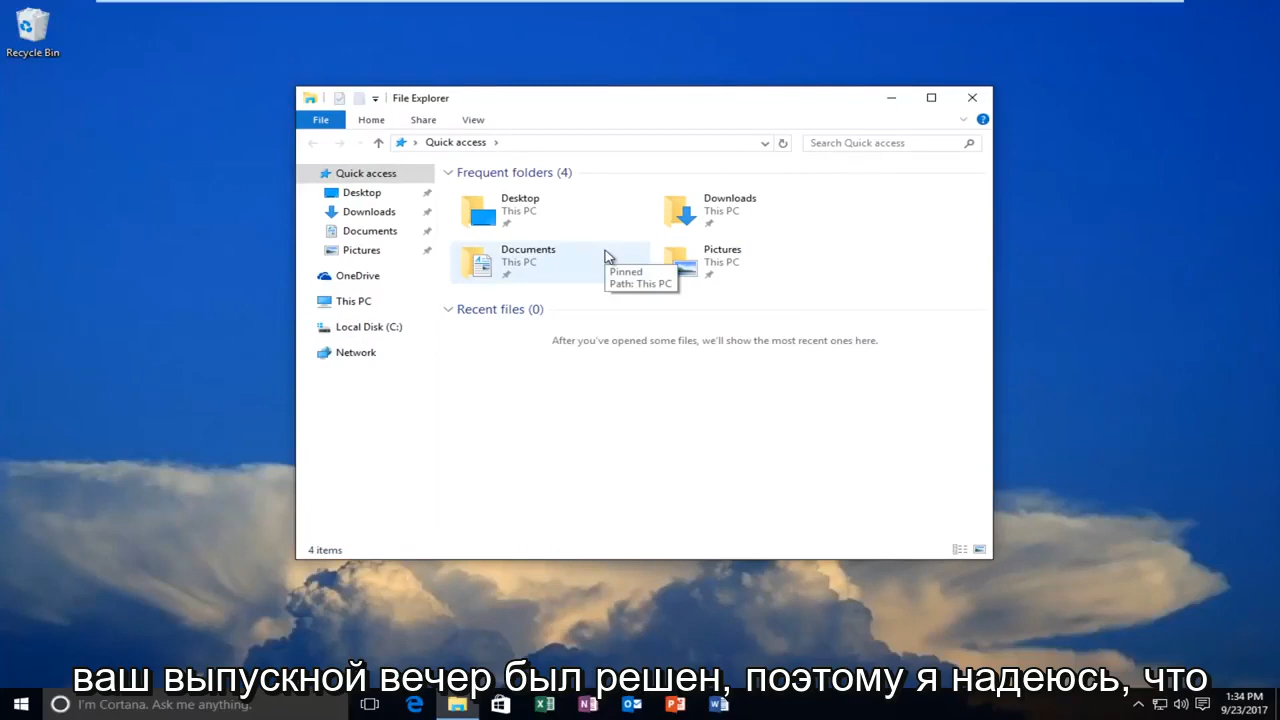 Recycle Bin
File Explorer
File Home Share View
Quick access
Search Quick access
Quick access
Desktop
Downloads
Documents
Pictures
OneDrive
This PC
Local Disk (C:)
Network
Frequent folders (4)
Desktop
This PC
Downloads
This PC
Documents
This PC
Pictures
This PC
Pinned
Path: This PC
Recent files (0)
After you've opened some files, we'll show the most recent ones here.
4 items
ваш выпускной вечер был решен, поэтому я надеюсь, что
I'm Cortana. Ask me anything.
1:34 PM
9/23/2017